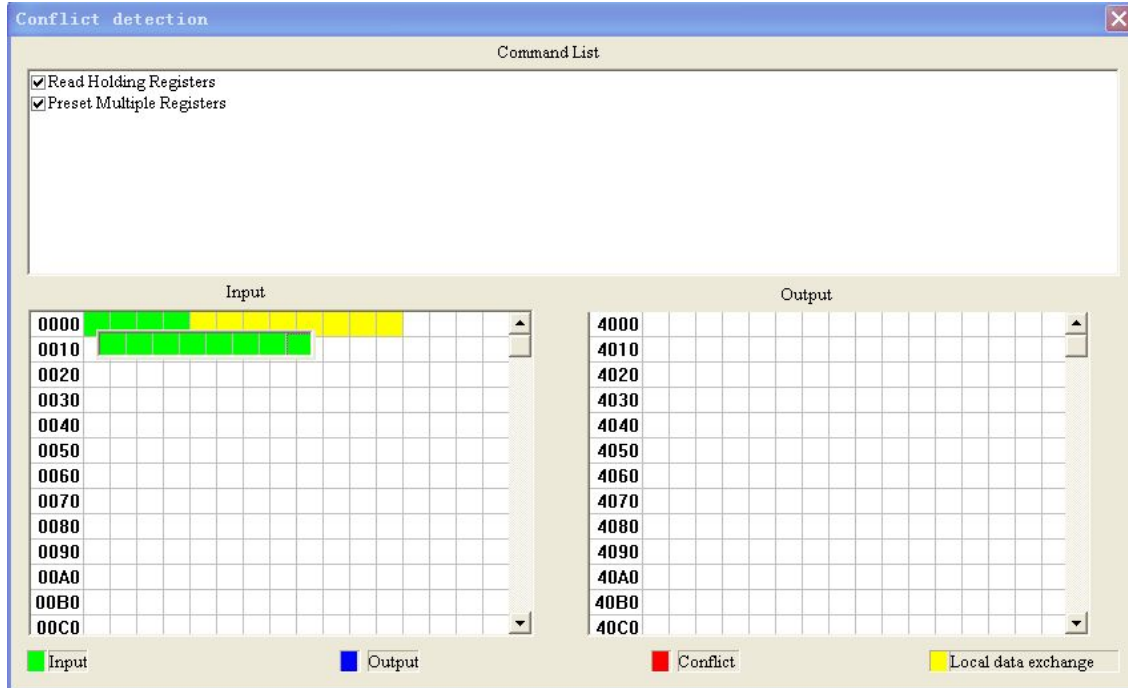 Conflict detection
Command List
Read Holding Registers
Preset Multiple Registers
Input
Output
0000
0010
0020
0030
0040
0050
0060
0070
0080
0090
00A0
00B0
00C0
4000
4010
4020
4030
4040
4050
4060
4070
4080
4090
40A0
40B0
40C0
Input
Output
Conflict
Local data exchange